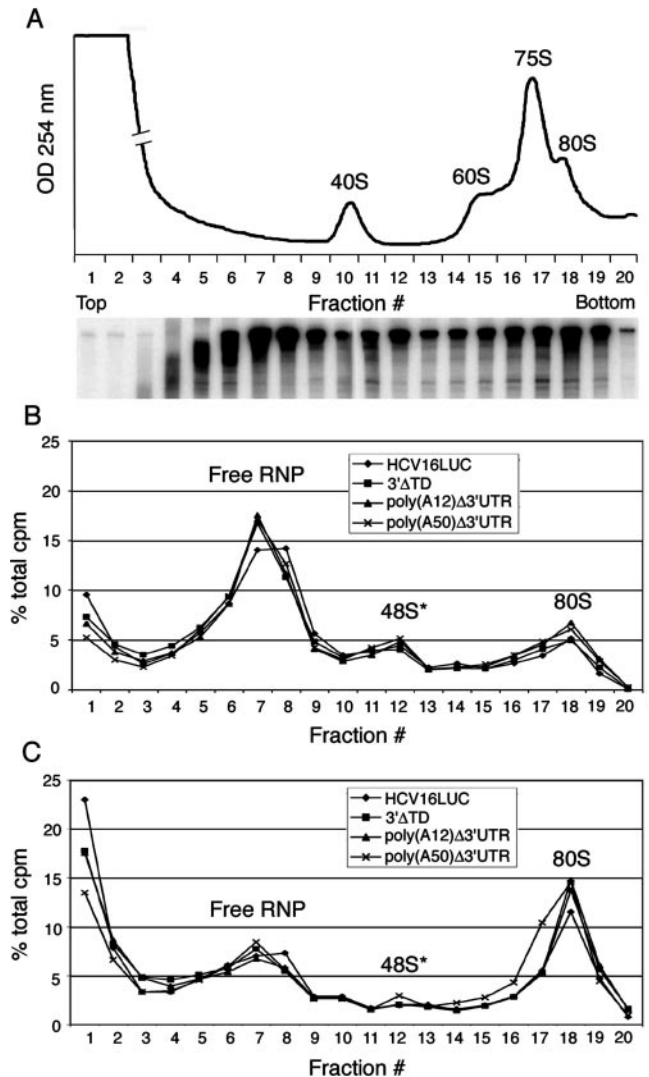 A
OD 254 nm
40S
60S
75S
80S
1 2 3 4 5 6 7 8 9 10 11 12 13 14 15 16 17 18 19 20
Top Fraction # Bottom
B
% total cpm
25
20
15
10
5
0
Free RNP
HCV16LUC
3'ΔTD
poly(A12)Δ3'UTR
poly(A50)Δ3'UTR
48S*
80S
1 2 3 4 5 6 7 8 9 10 11 12 13 14 15 16 17 18 19 20
Fraction #
C
% total cpm
25
20
15
10
5
0
Free RNP
HCV16LUC
3'ΔTD
poly(A12)Δ3'UTR
poly(A50)Δ3'UTR
48S*
80S
1 2 3 4 5 6 7 8 9 10 11 12 13 14 15 16 17 18 19 20
Fraction #